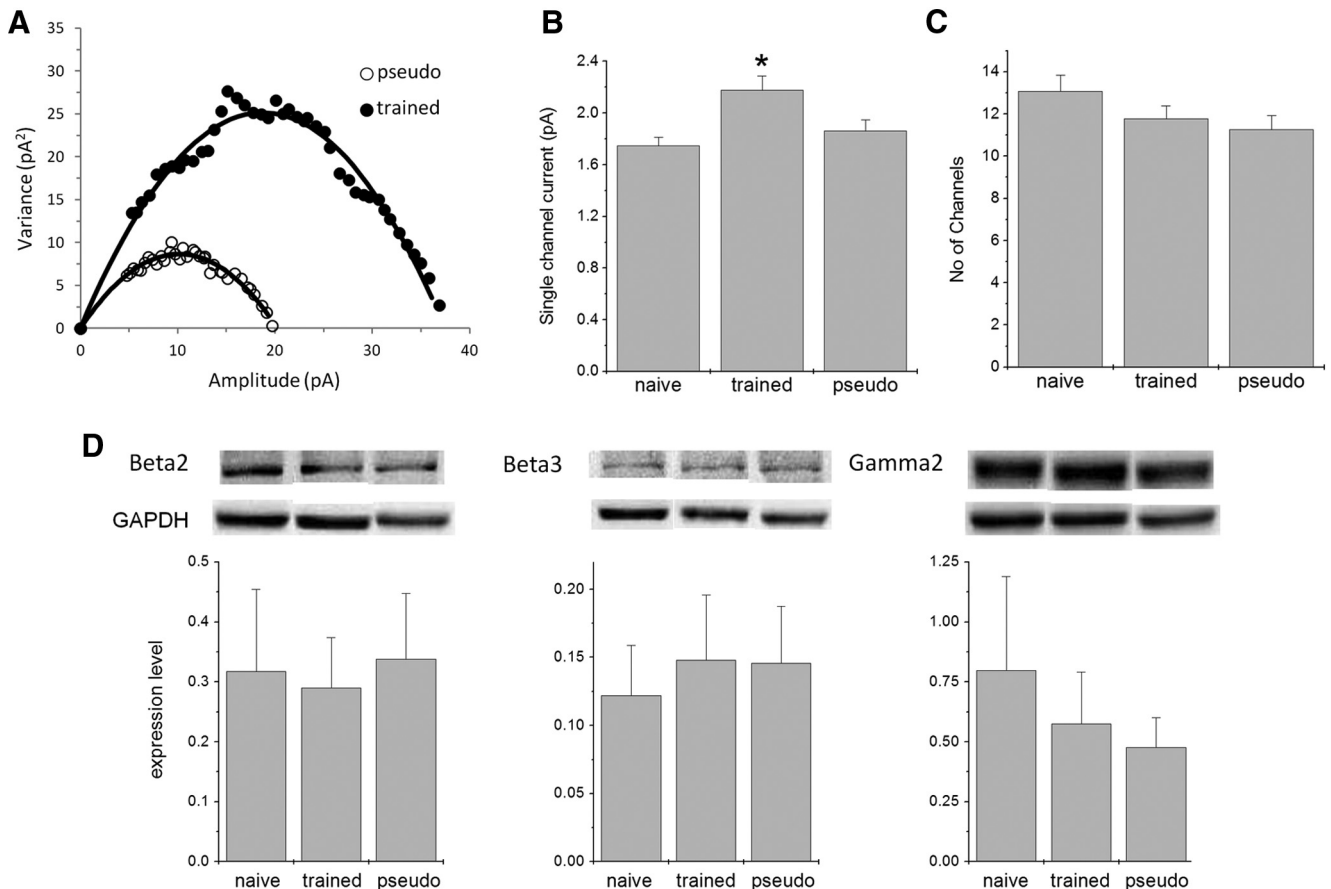 A
Variance (pA²)
35
30
25
20
15
10
5
0
0 10 20 30 40
Amplitude (pA)
pseudo
trained
B
Single channel current (pA)
2.4
2.0
1.6
1.2
0.8
0.4
0.0
*
naive trained pseudo
C
No of Channels
14
12
10
8
6
4
2
0
naive trained pseudo
D
Beta2
GAPDH
expression level
0.5
0.4
0.3
0.2
0.1
0.0
naive trained pseudo
Beta3
0.20
0.15
0.10
0.05
0.00
naive trained pseudo
Gamma2
1.25
1.00
0.75
0.50
0.25
0.00
naive trained pseudo